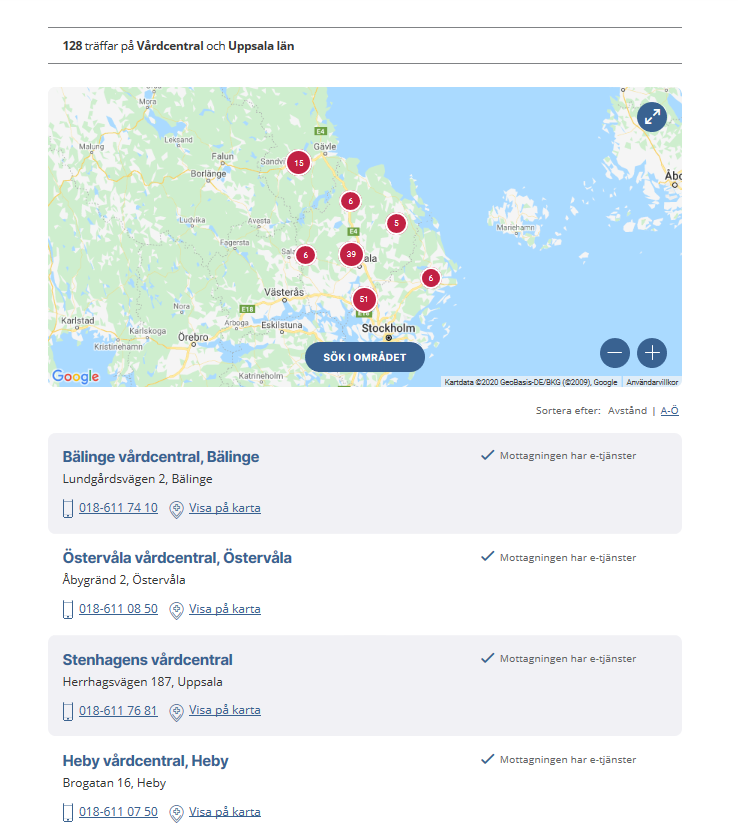 128 träffar på Vårdcentral och Uppsala län
Mora
Leksand
Malung
Falun
Borlänge
Sandv
15
E4
Gävle
6
5
Åbo
Mariehamn
Ludvika
Avesta
Fagersta
Sala
6
E4
39
ala
6
Västerås
51
Nora
E18
E18
Karlstad
Karlskoga
Arboga
Eskilstuna
Kristinehamn
Örebro
Stockholm
SÖK I OMRÅDET
Katrineholm
Google
Kartdata ©2020 GeoBasis-DE/BKG (©2009), Google
Användarvillkor
Sortera efter: Avstånd | A-Ö
Bälinge vårdcentral, Bälinge
Mottagningen har e-tjänster
Lundgårdsvägen 2, Bälinge
018-611 74 10 Visa på karta
Östervåla vårdcentral, Östervåla
Mottagningen har e-tjänster
Åbygränd 2, Östervåla
018-611 08 50 Visa på karta
Stenhagens vårdcentral
Mottagningen har e-tjänster
Herrhagsvägen 187, Uppsala
018-611 76 81 Visa på karta
Heby vårdcentral, Heby
Mottagningen har e-tjänster
Brogatan 16, Heby
018-611 07 50 Visa på karta